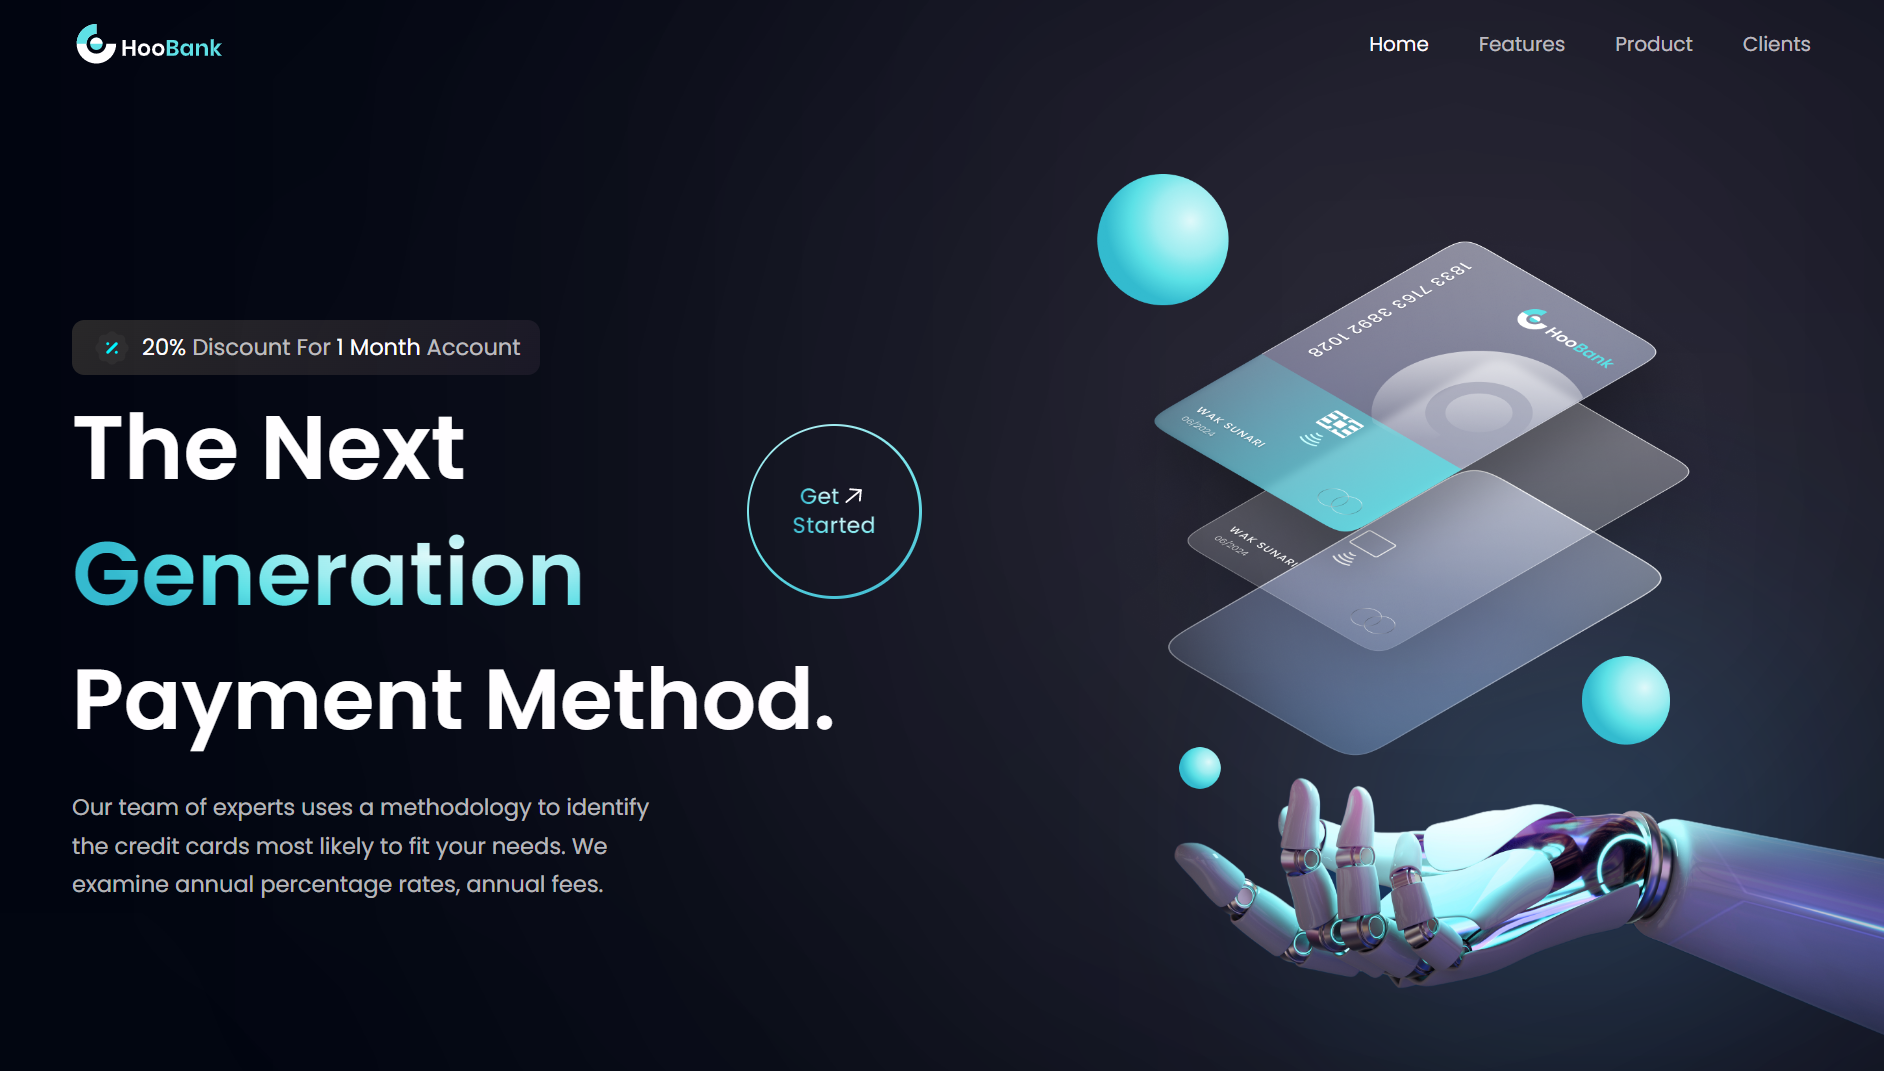 HooBank
Home
Features
Product
Clients
20% Discount For 1 Month Account
The Next
Generation
Payment Method.
Get
Started
Our team of experts uses a methodology to identify
the credit cards most likely to fit your needs. We
examine annual percentage rates, annual fees.
1833 7163 3892 1028
HooBank
WAK SUNARI
06/2024
WAK SUNARI
06/2024